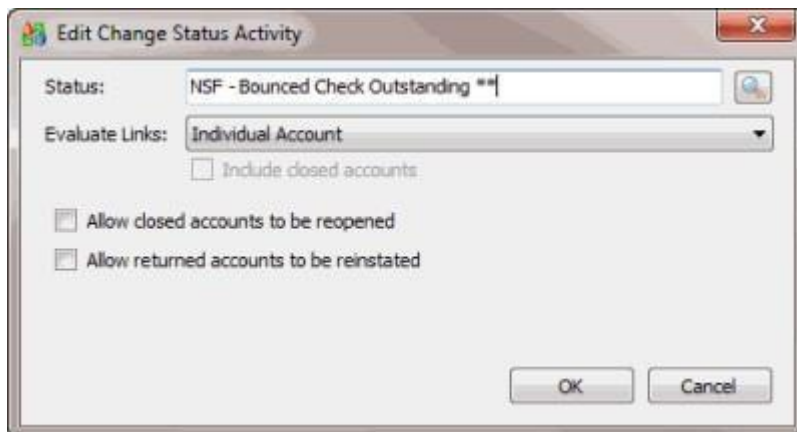 Edit Change Status Activity
Status: NSF - Bounced Check Outstanding **
Evaluate Links: Individual Account
Include closed accounts
Allow closed accounts to be reopened
Allow returned accounts to be reinstated
OK Cancel